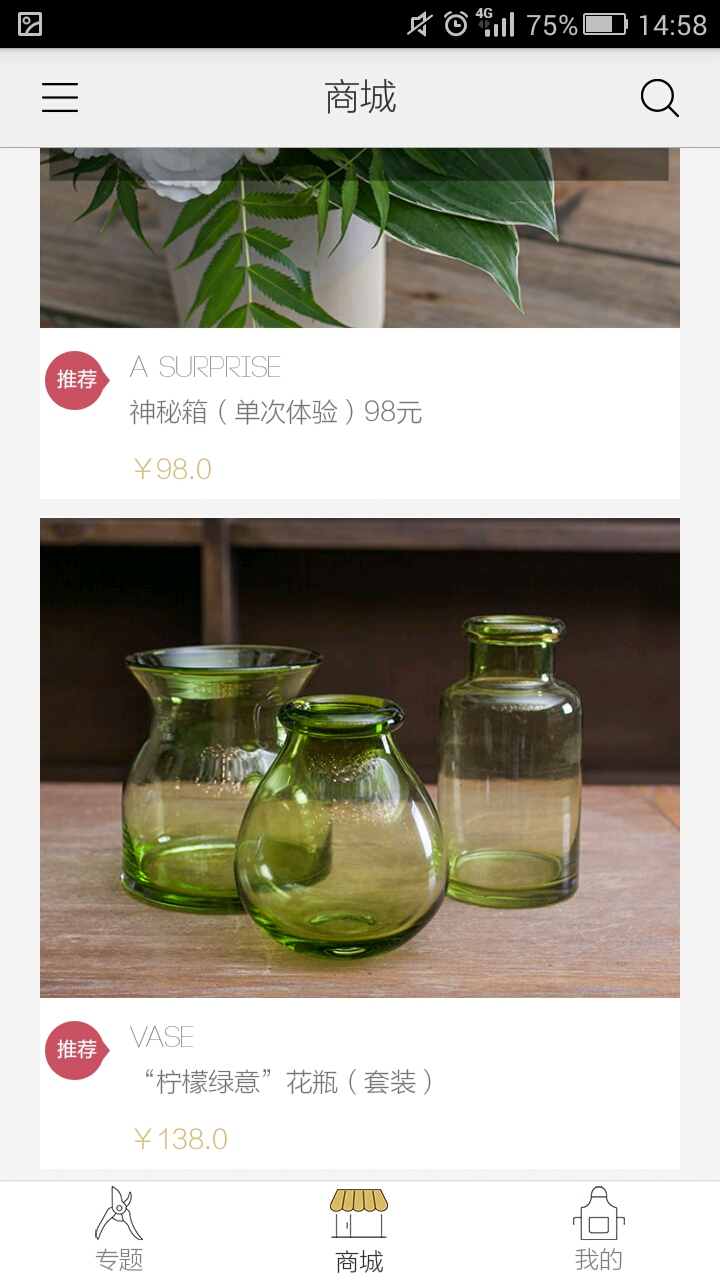 4G 75% 14:58
商城
推荐
A SURPRISE
神秘箱（单次体验）98元
￥98.0
推荐
VASE
“柠檬绿意”花瓶（套装）
￥138.0
专题 商城 我的